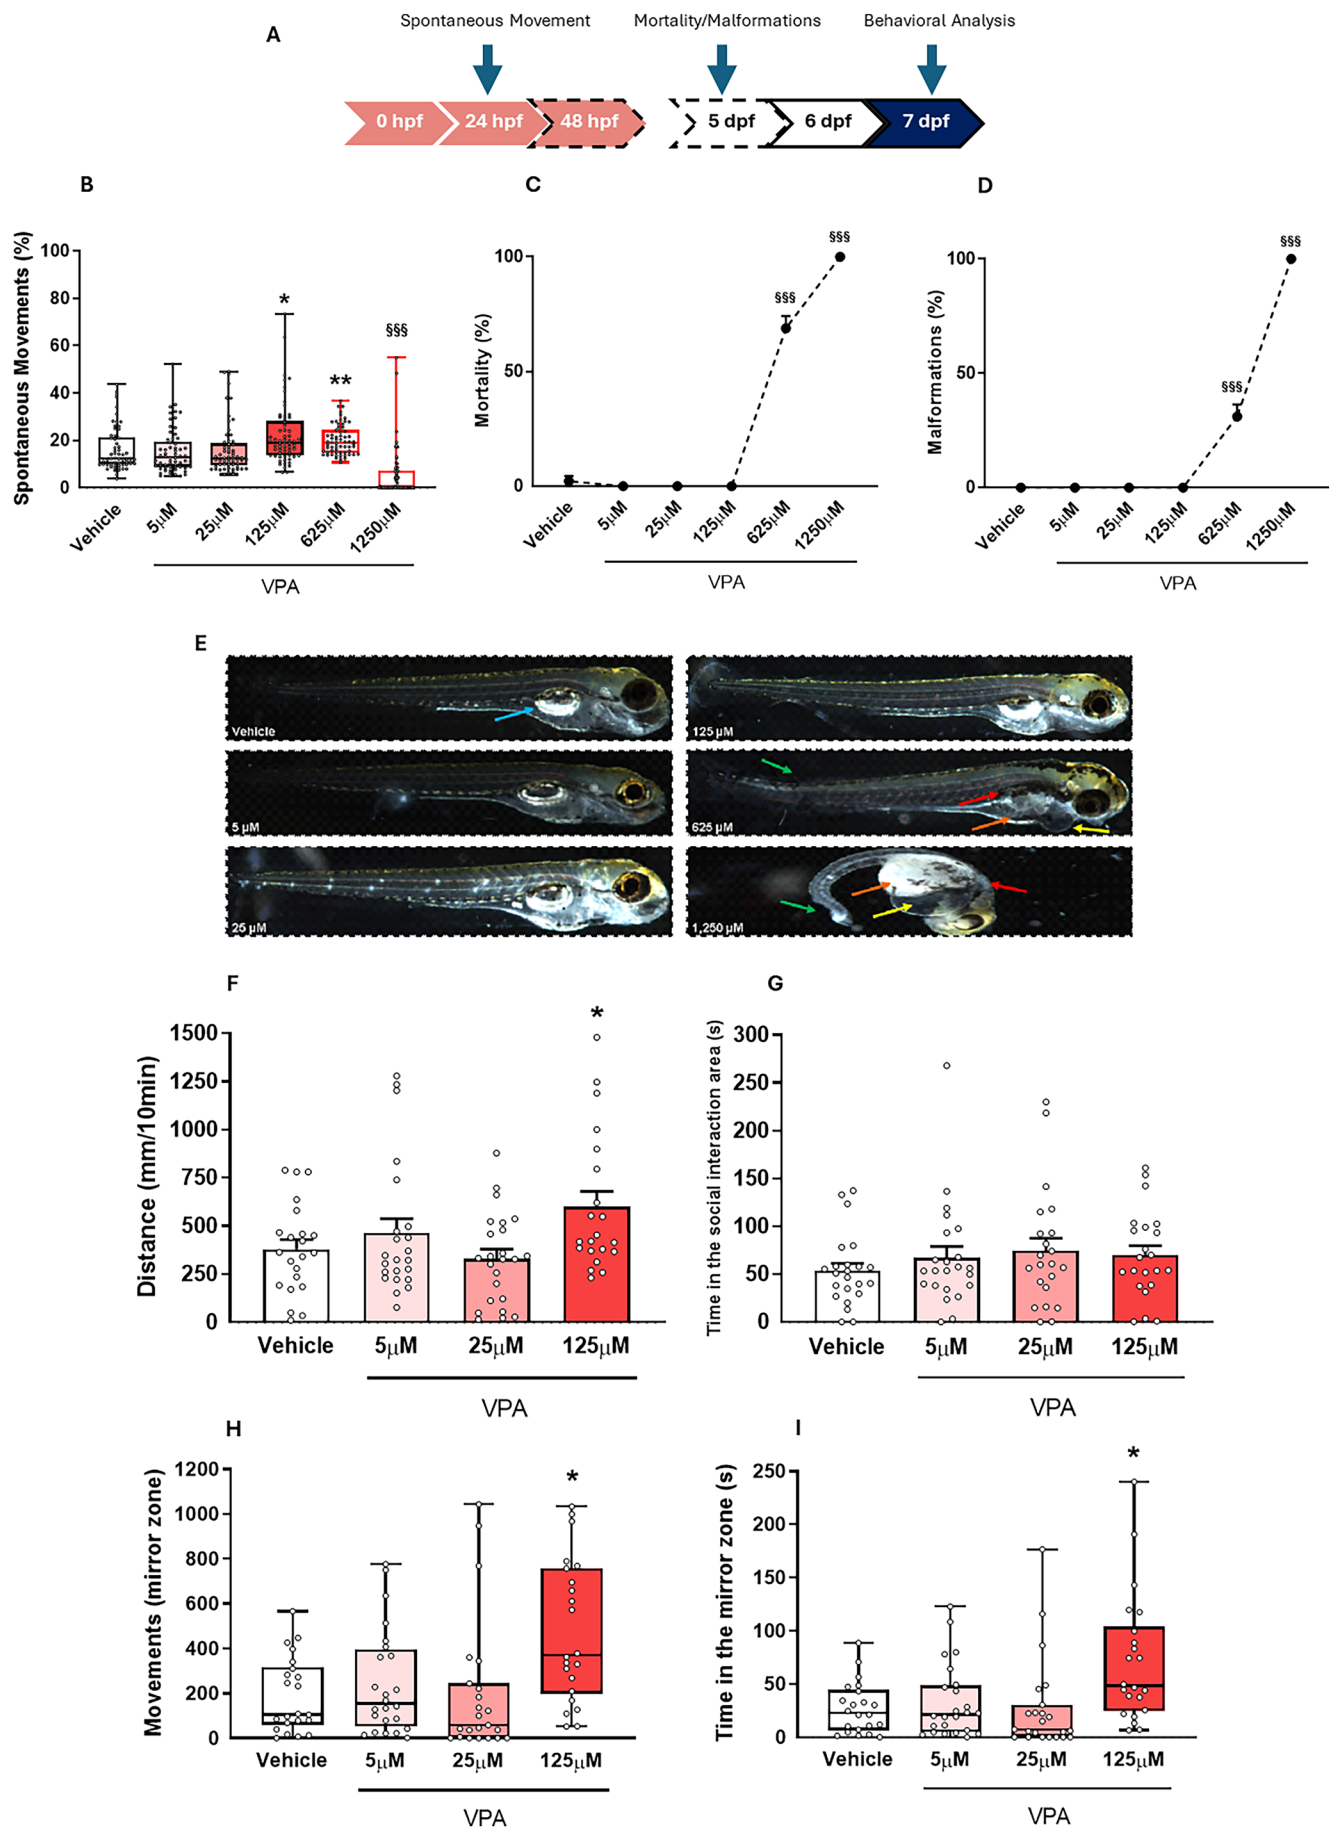 A
Spontaneous Movement
Mortality/Malformations
Behavioral Analysis
0 hpf
24 hpf
48 hpf
5 dpf
6 dpf
7 dpf
B
Spontaneous Movements (%)
100
80
60
40
20
0
*
**
§§§
Vehicle
5μM
25μM
125μM
625μM
1250μM
VPA
C
Mortality (%)
100
50
0
§§§
§§§
Vehicle
5μM
25μM
125μM
625μM
1250μM
VPA
D
Malformations (%)
100
50
0
§§§
§§§
Vehicle
5μM
25μM
125μM
625μM
1250μM
VPA
E
Vehicle
125 μM
5 μM
625 μM
25 μM
1,250 μM
F
Distance (mm/10min)
1500
1250
1000
750
500
250
0
*
Vehicle
5μM
25μM
125μM
VPA
G
Time in the social interaction area (s)
300
250
200
150
100
50
0
Vehicle
5μM
25μM
125μM
VPA
H
Movements (mirror zone)
1200
1000
800
600
400
200
0
*
Vehicle
5μM
25μM
125μM
VPA
I
Time in the mirror zone (s)
250
200
150
100
50
0
*
Vehicle
5μM
25μM
125μM
VPA